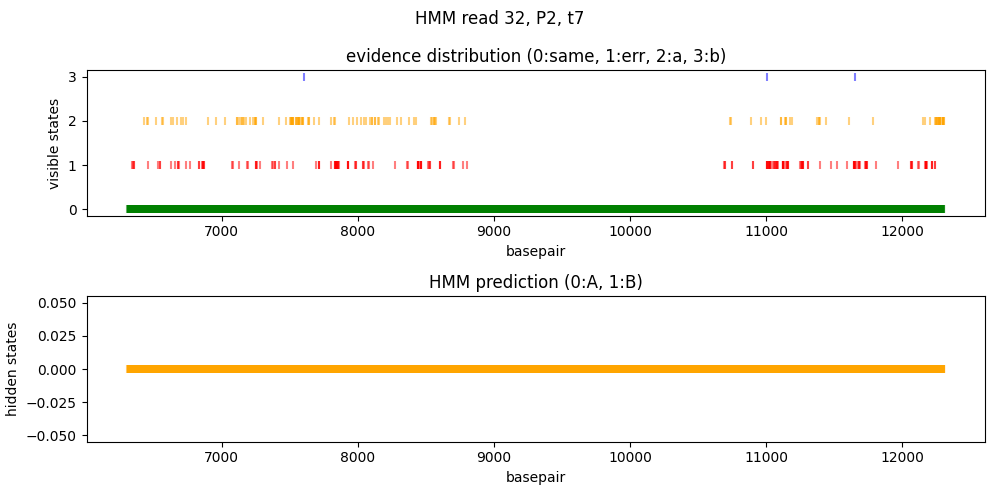 HMM read 32, P2, t7
evidence distribution (0:same, 1:err, 2:a, 3:b)
visible states
3
2
1
0
7000 8000 9000 10000 11000 12000
basepair
HMM prediction (0:A, 1:B)
hidden states
0.050
0.025
0.000
−0.025
−0.050
7000 8000 9000 10000 11000 12000
basepair